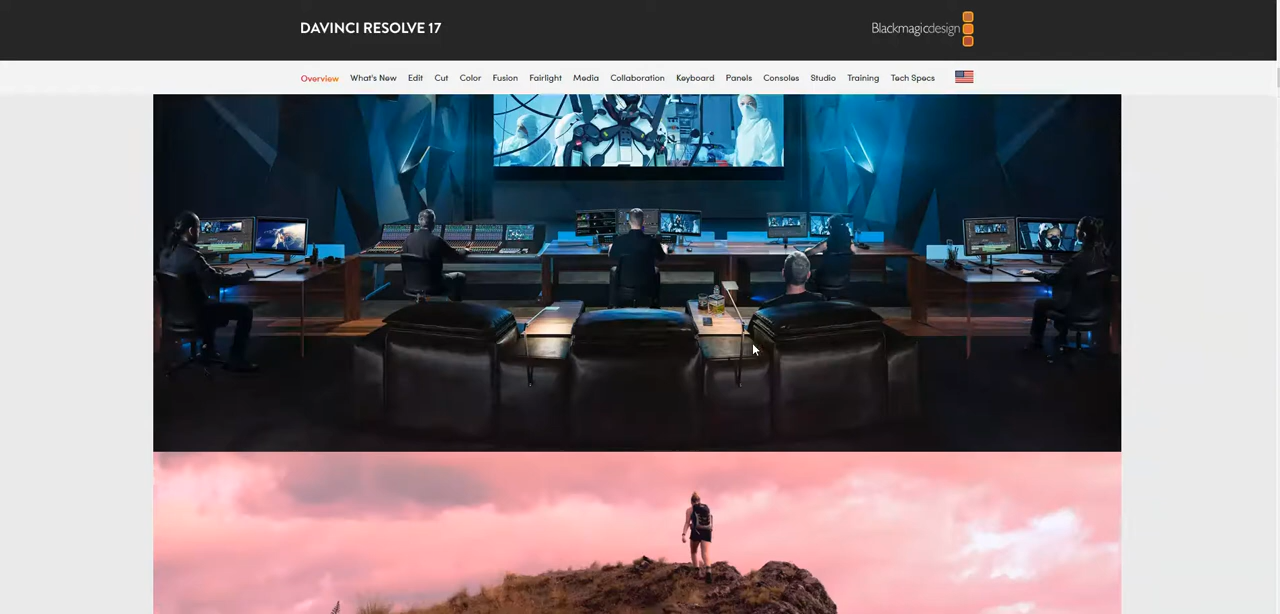 DAVINCI RESOLVE 17
Blackmagicdesign
Overview What's New Edit Cut Color Fusion Fairlight Media Collaboration Keyboard Panels Consoles Studio Training Tech Specs